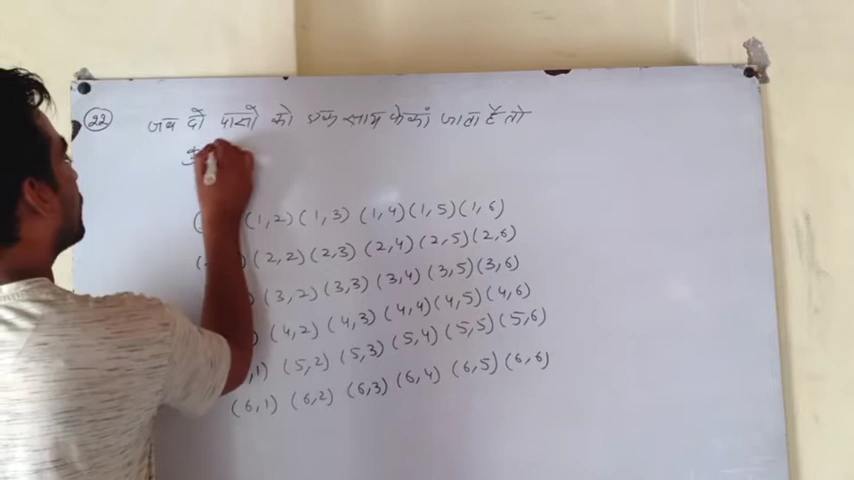 22 जब दो पासो को एक साथ फेकां जाता है तो
(1,2) (1,3) (1,4) (1,5) (1,6)
(2,2) (2,3) (2,4) (2,5) (2,6)
(3,2) (3,3) (3,4) (3,5) (3,6)
(4,2) (4,3) (4,4) (4,5) (4,6)
,1) (5,2) (5,3) (5,4) (5,5) (5,6)
(6,1) (6,2) (6,3) (6,4) (6,5) (6,6)